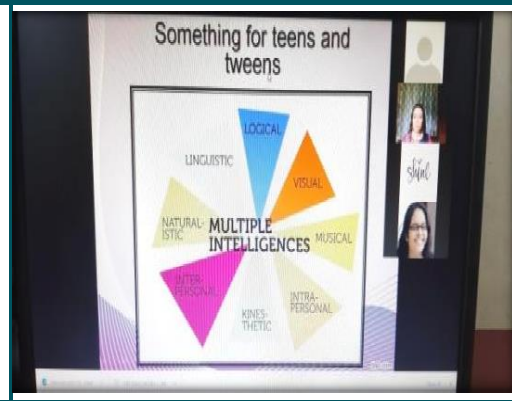 Something for teens and
tweens
LOGICAL
LINGUISTIC
VISUAL
NATURAL-
ISTIC
MULTIPLE
INTELLIGENCES
MUSICAL
INTER-
PERSONAL
INTRA-
PERSONAL
KINES-
THETIC